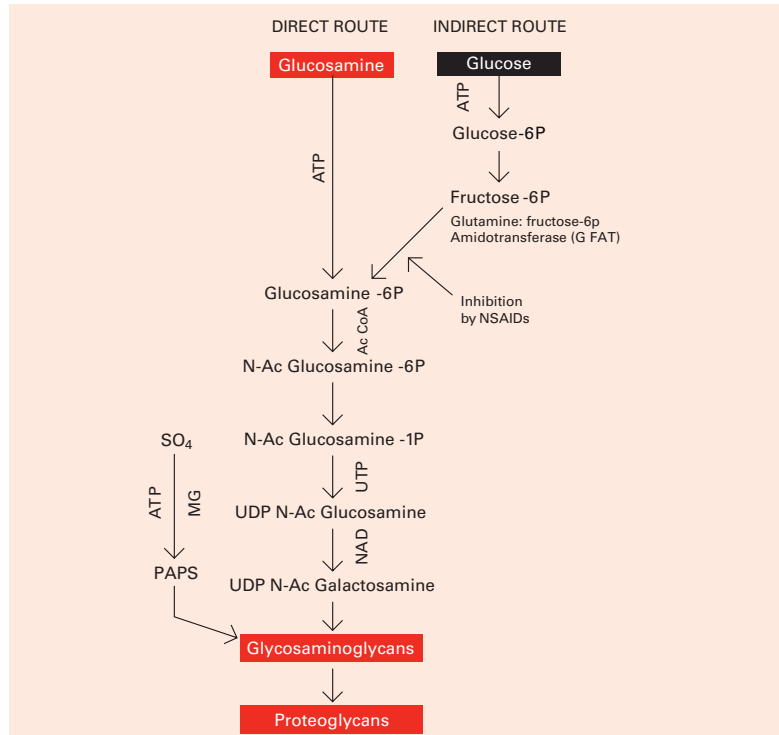 DIRECT ROUTE
INDIRECT ROUTE
Glucosamine
Glucose
ATP
Glucose-6P
ATP
Fructose -6P
Glutamine: fructose-6p
Amidotransferase (G FAT)
Glucosamine -6P
Inhibition
by NSAIDs
Ac CoA
N-Ac Glucosamine -6P
SO₄
N-Ac Glucosamine -1P
ATP
MG
UTP
UDP N-Ac Glucosamine
NAD
PAPS
UDP N-Ac Galactosamine
Glycosaminoglycans
Proteoglycans